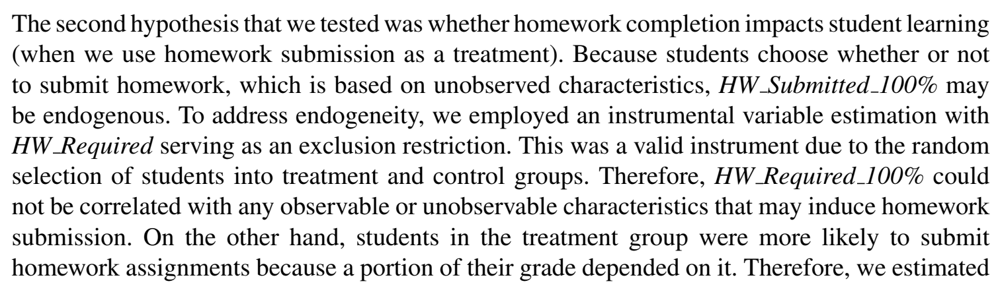 The second hypothesis that we tested was whether homework completion impacts student learning
(when we use homework submission as a treatment). Because students choose whether or not
to submit homework, which is based on unobserved characteristics, HW_Submitted_100% may
be endogenous. To address endogeneity, we employed an instrumental variable estimation with
HW_Required serving as an exclusion restriction. This was a valid instrument due to the random
selection of students into treatment and control groups. Therefore, HW_Required_100% could
not be correlated with any observable or unobservable characteristics that may induce homework
submission. On the other hand, students in the treatment group were more likely to submit
homework assignments because a portion of their grade depended on it. Therefore, we estimated